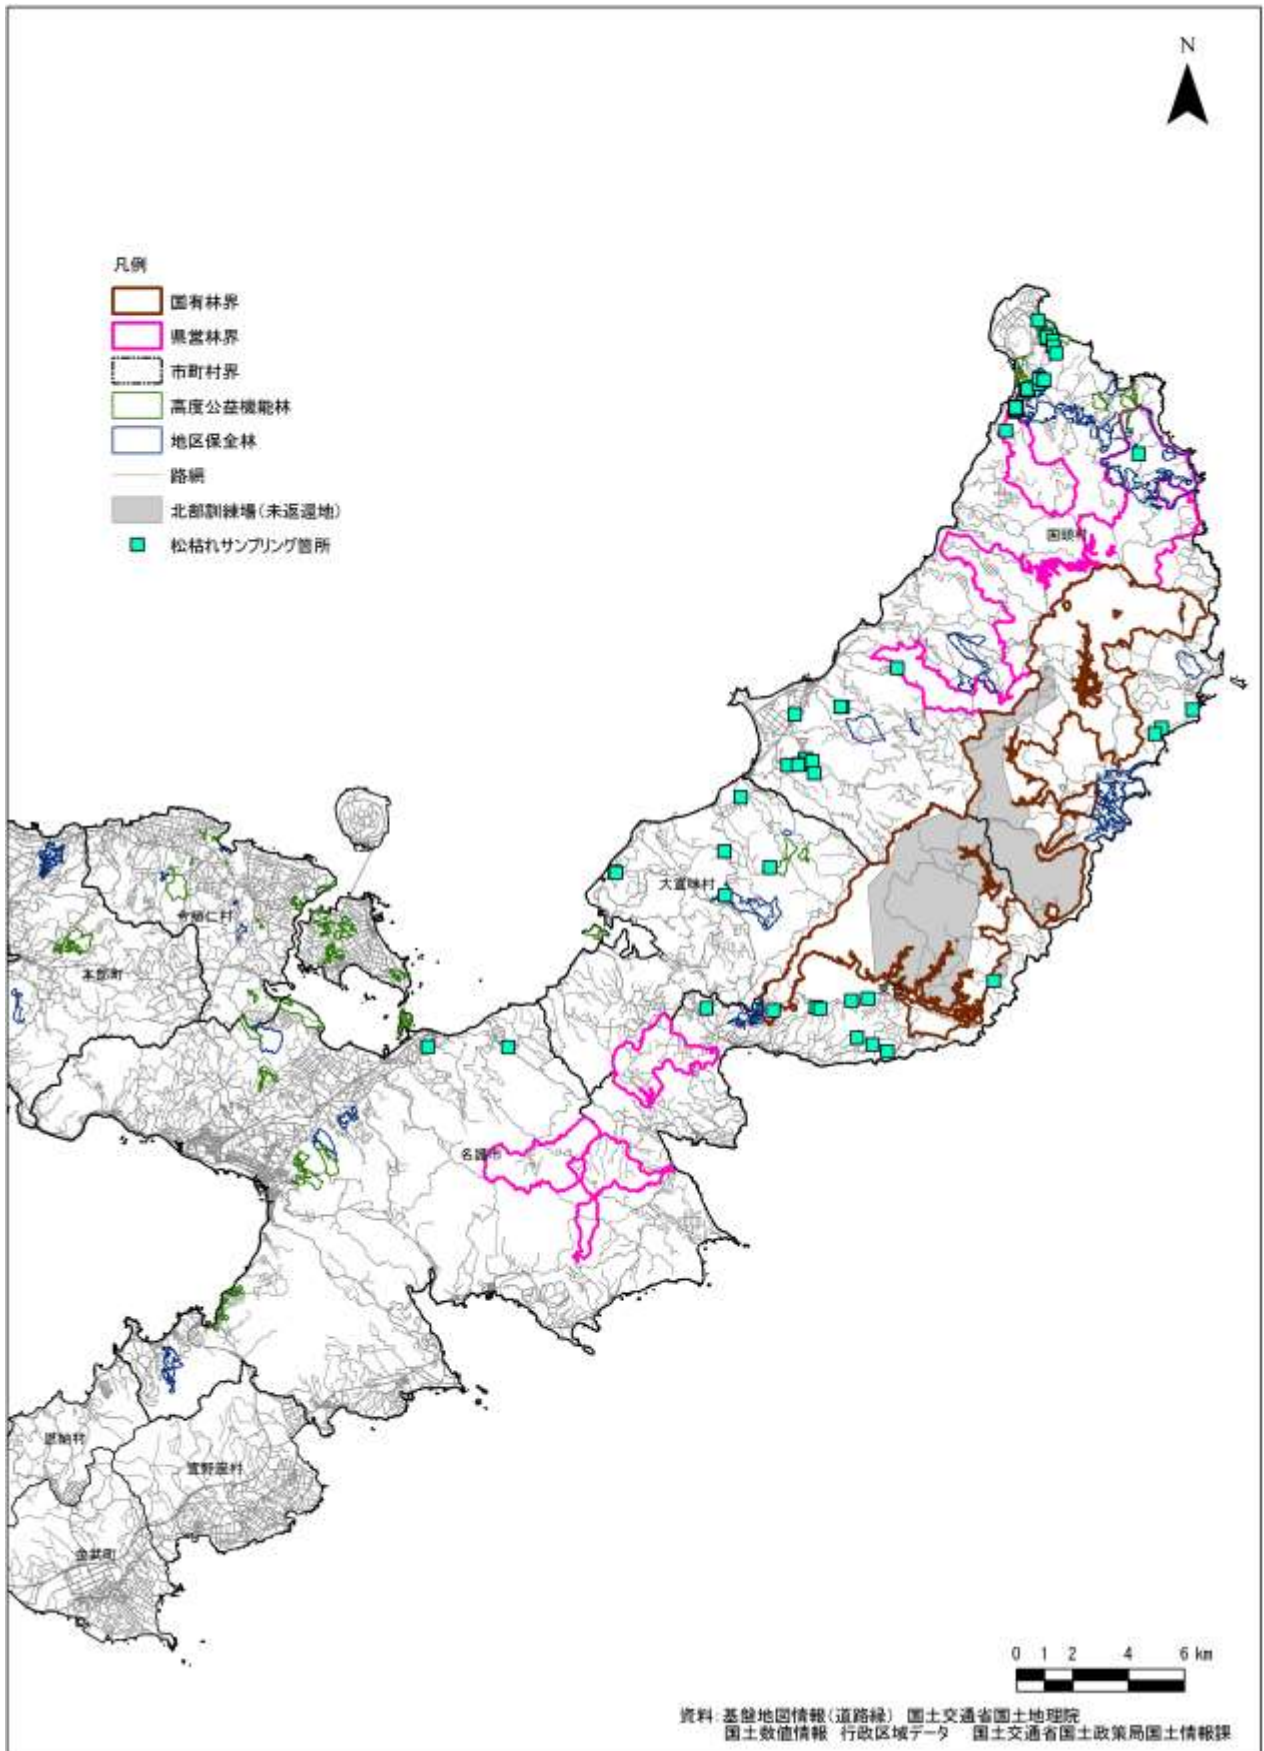 N
凡例
国有林界
県営林界
市町村界
高度公益機能林
地区保全林
路網
北部訓練場(未返還地)
松枯れサンプリング箇所
国頭村
大宜味村
今帰仁村
本部町
名護市
恩納村
宜野座村
金武町
0 1 2 4 6 km
資料:基盤地図情報(道路縁) 国土交通省国土地理院
国土数値情報 行政区域データ 国土交通省国土政策局国土情報課